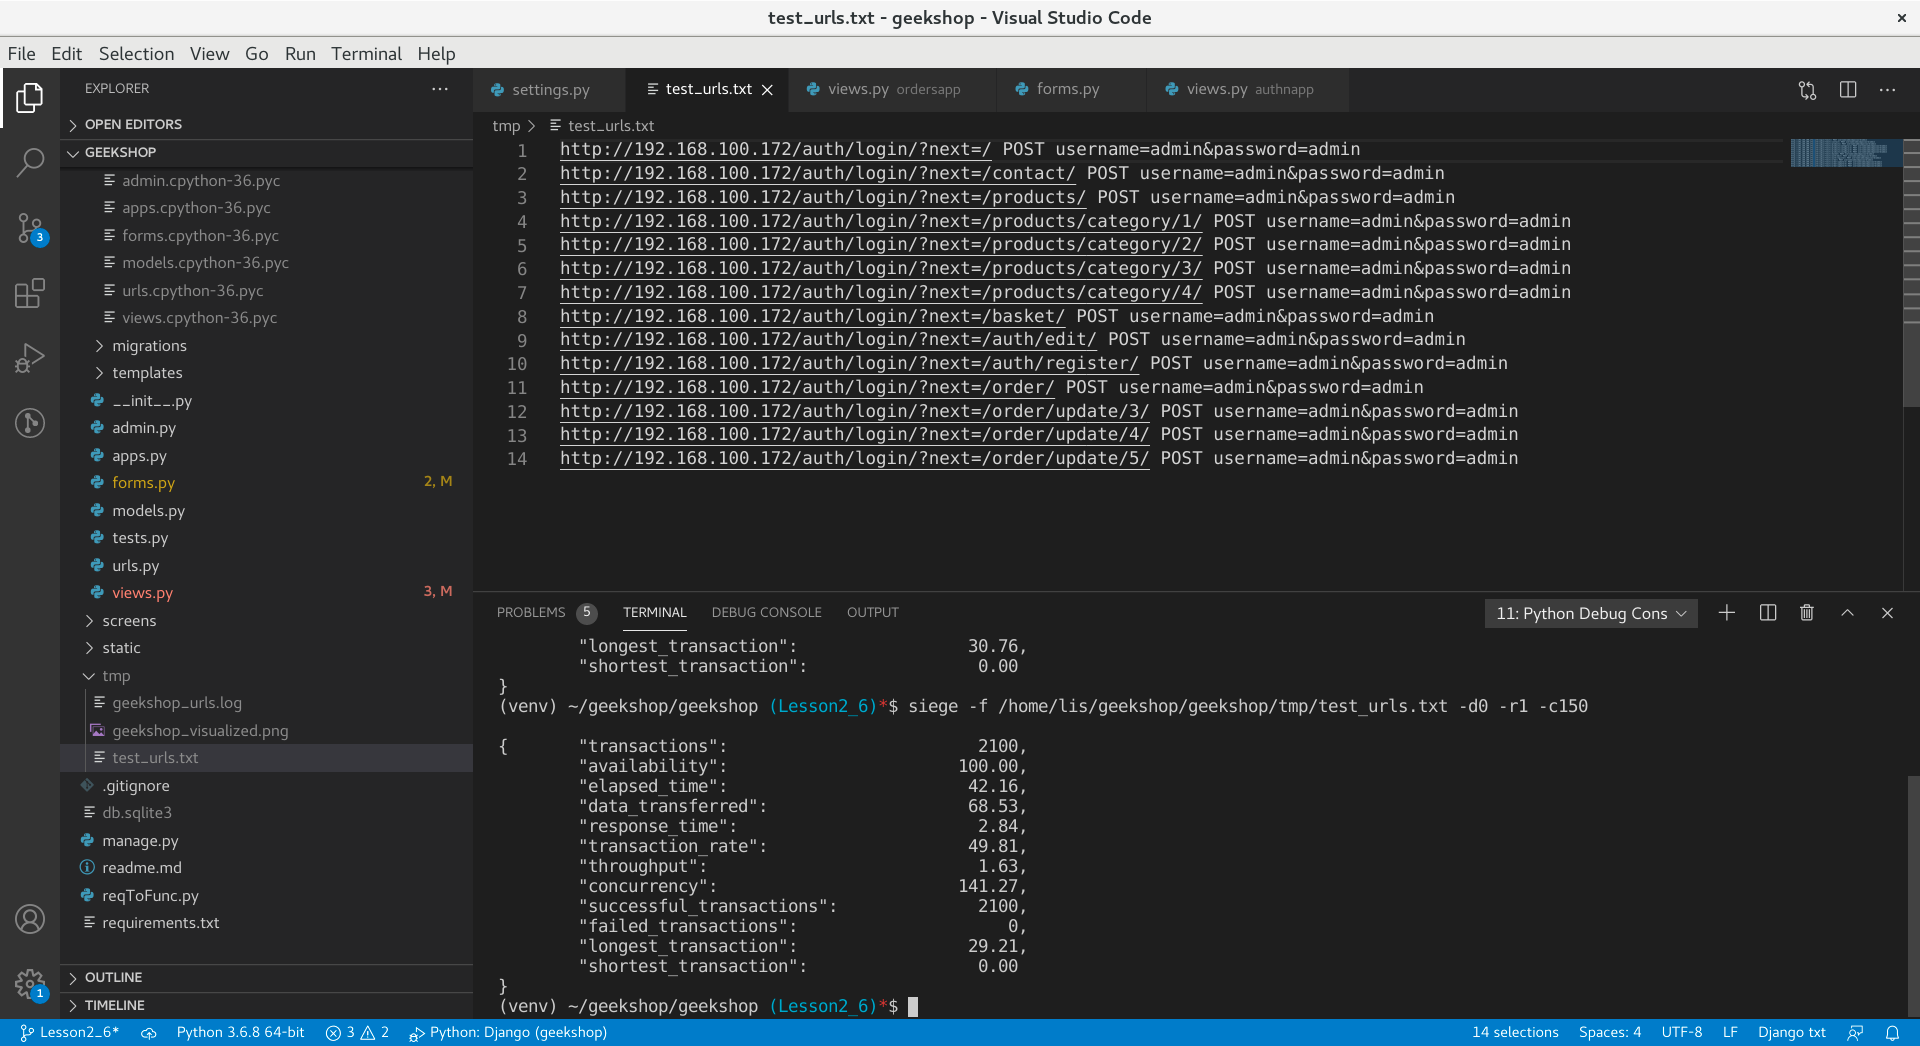 test_urls.txt - geekshop - Visual Studio Code
×
File Edit Selection View Go Run Terminal Help
EXPLORER
···
OPEN EDITORS
GEEKSHOP
admin.cpython-36.pyc
apps.cpython-36.pyc
forms.cpython-36.pyc
models.cpython-36.pyc
urls.cpython-36.pyc
views.cpython-36.pyc
migrations
templates
__init__.py
admin.py
apps.py
forms.py 2, M
models.py
tests.py
urls.py
views.py 3, M
screens
static
tmp
geekshop_urls.log
geekshop_visualized.png
test_urls.txt
.gitignore
db.sqlite3
manage.py
readme.md
reqToFunc.py
requirements.txt
OUTLINE
TIMELINE
3
1
settings.py test_urls.txt views.py ordersapp forms.py views.py authnapp
tmp > test_urls.txt
1 http://192.168.100.172/auth/login/?next=/ POST username=admin&password=admin
2 http://192.168.100.172/auth/login/?next=/contact/ POST username=admin&password=admin
3 http://192.168.100.172/auth/login/?next=/products/ POST username=admin&password=admin
4 http://192.168.100.172/auth/login/?next=/products/category/1/ POST username=admin&password=admin
5 http://192.168.100.172/auth/login/?next=/products/category/2/ POST username=admin&password=admin
6 http://192.168.100.172/auth/login/?next=/products/category/3/ POST username=admin&password=admin
7 http://192.168.100.172/auth/login/?next=/products/category/4/ POST username=admin&password=admin
8 http://192.168.100.172/auth/login/?next=/basket/ POST username=admin&password=admin
9 http://192.168.100.172/auth/login/?next=/auth/edit/ POST username=admin&password=admin
10 http://192.168.100.172/auth/login/?next=/auth/register/ POST username=admin&password=admin
11 http://192.168.100.172/auth/login/?next=/order/ POST username=admin&password=admin
12 http://192.168.100.172/auth/login/?next=/order/update/3/ POST username=admin&password=admin
13 http://192.168.100.172/auth/login/?next=/order/update/4/ POST username=admin&password=admin
14 http://192.168.100.172/auth/login/?next=/order/update/5/ POST username=admin&password=admin
PROBLEMS 5 TERMINAL DEBUG CONSOLE OUTPUT 11: Python Debug Cons
"longest_transaction": 30.76,
"shortest_transaction": 0.00
}
(venv) ~/geekshop/geekshop (Lesson2_6)*$ siege -f /home/lis/geekshop/geekshop/tmp/test_urls.txt -d0 -r1 -c150
{ "transactions": 2100,
"availability": 100.00,
"elapsed_time": 42.16,
"data_transferred": 68.53,
"response_time": 2.84,
"transaction_rate": 49.81,
"throughput": 1.63,
"concurrency": 141.27,
"successful_transactions": 2100,
"failed_transactions": 0,
"longest_transaction": 29.21,
"shortest_transaction": 0.00
}
(venv) ~/geekshop/geekshop (Lesson2_6)*$
Lesson2_6* Python 3.6.8 64-bit 3 2 Python: Django (geekshop) 14 selections Spaces: 4 UTF-8 LF Django txt